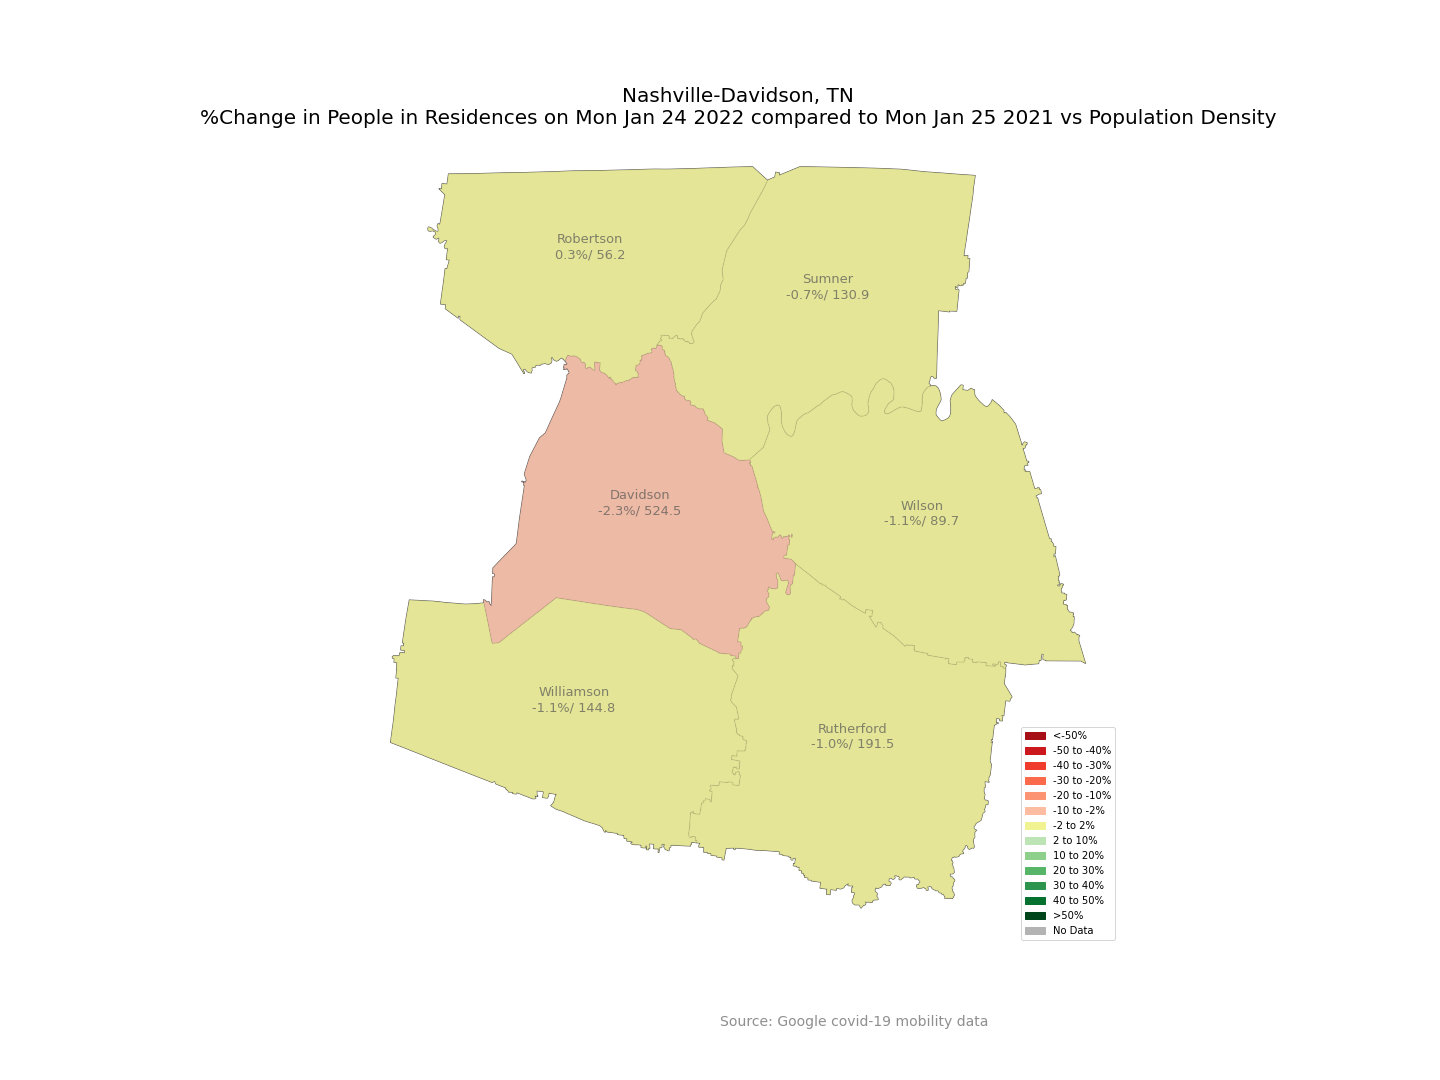 Nashville-Davidson, TN
%Change in People in Residences on Mon Jan 24 2022 compared to Mon Jan 25 2021 vs Population Density
Robertson
0.3%/ 56.2
Sumner
-0.7%/ 130.9
Davidson
-2.3%/ 524.5
Wilson
-1.1%/ 89.7
Williamson
-1.1%/ 144.8
Rutherford
-1.0%/ 191.5
<-50%
-50 to -40%
-40 to -30%
-30 to -20%
-20 to -10%
-10 to -2%
-2 to 2%
2 to 10%
10 to 20%
20 to 30%
30 to 40%
40 to 50%
>50%
No Data
Source: Google covid-19 mobility data